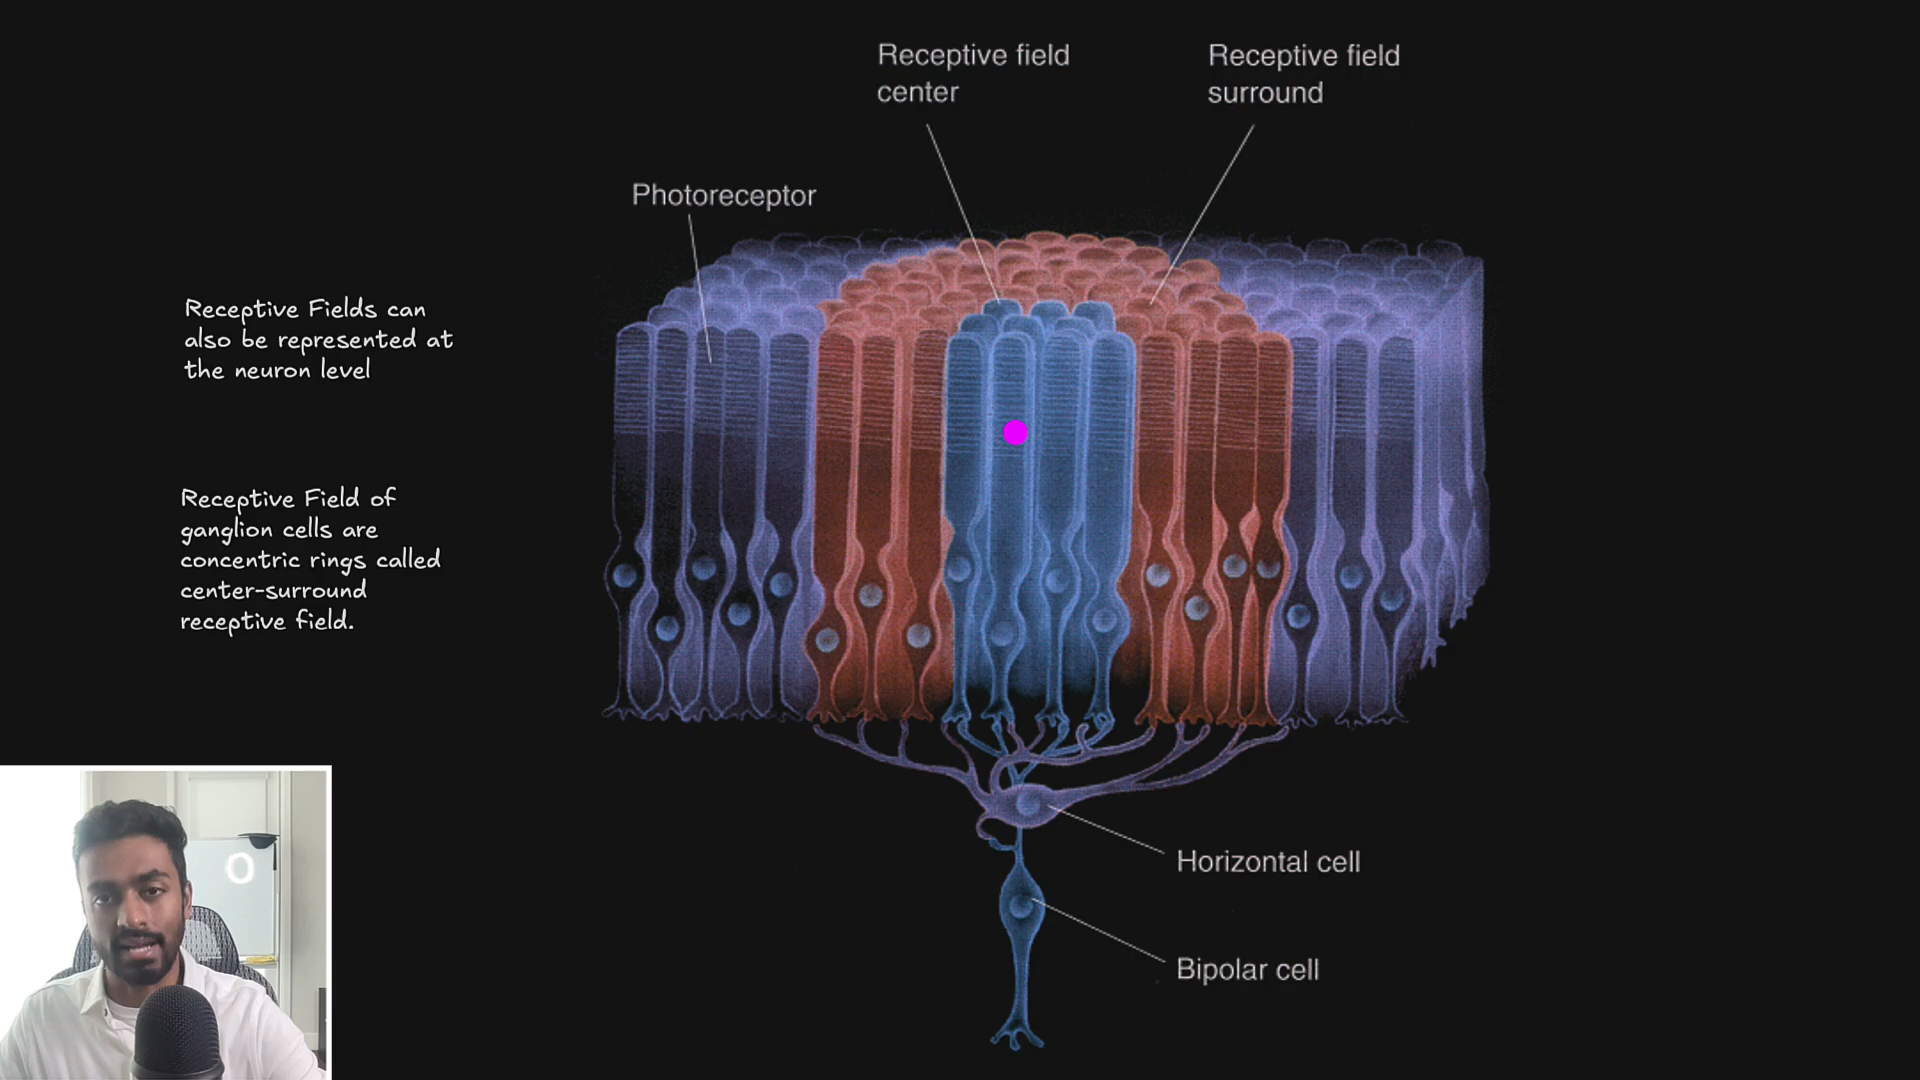 Receptive field
center
Receptive field
surround
Photoreceptor
Receptive Fields can
also be represented at
the neuron level
Receptive Field of
ganglion cells are
concentric rings called
center-surround
receptive field.
Horizontal cell
Bipolar cell